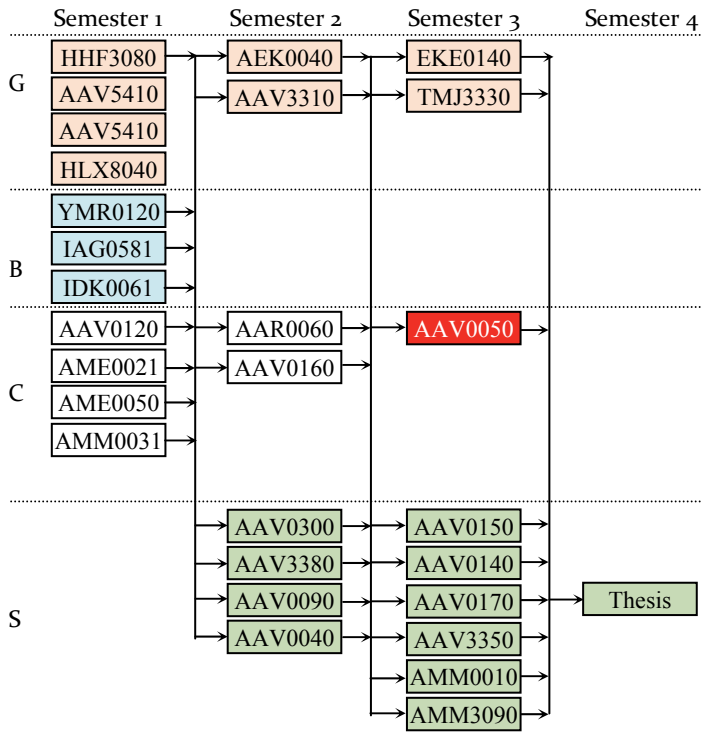 Semester 1 Semester 2 Semester 3 Semester 4
G
HHF3080 AEK0040 EKE0140
AAV5410 AAV3310 TMJ3330
AAV5410
HLX8040
B
YMR0120
IAG0581
IDK0061
C
AAV0120 AAR0060 AAV0050
AME0021 AAV0160
AME0050
AMM0031
S
AAV0300 AAV0150
AAV3380 AAV0140
AAV0090 AAV0170 Thesis
AAV0040 AAV3350
AMM0010
AMM3090